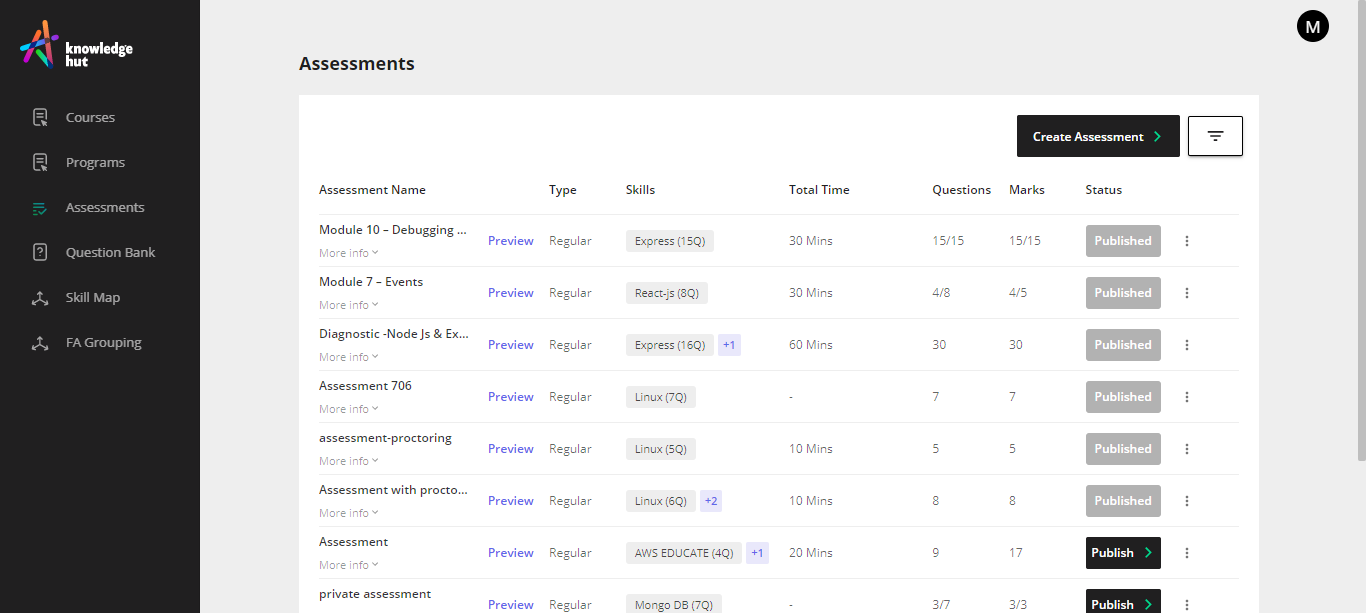 knowledge
hut
M
Courses
Programs
Assessments
Question Bank
Skill Map
FA Grouping
Assessments
Create Assessment
Assessment Name Type Skills Total Time Questions Marks Status
Module 10 – Debugging ...
More info
Preview Regular Express (15Q) 30 Mins 15/15 15/15 Published
Module 7 – Events
More info
Preview Regular React-js (8Q) 30 Mins 4/8 4/5 Published
Diagnostic -Node Js & Ex...
More info
Preview Regular Express (16Q) +1 60 Mins 30 30 Published
Assessment 706
More info
Preview Regular Linux (7Q) - 7 7 Published
assessment-proctoring
More info
Preview Regular Linux (5Q) 10 Mins 5 5 Published
Assessment with procto...
More info
Preview Regular Linux (6Q) +2 10 Mins 8 8 Published
Assessment
More info
Preview Regular AWS EDUCATE (4Q) +1 20 Mins 9 17 Publish
private assessment
Preview Regular Mongo DB (7Q) - 3/7 3/3 Publish